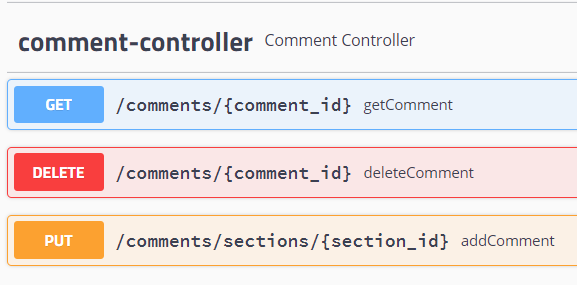 comment-controller Comment Controller
GET /comments/{comment_id} getComment
DELETE /comments/{comment_id} deleteComment
PUT /comments/sections/{section_id} addComment